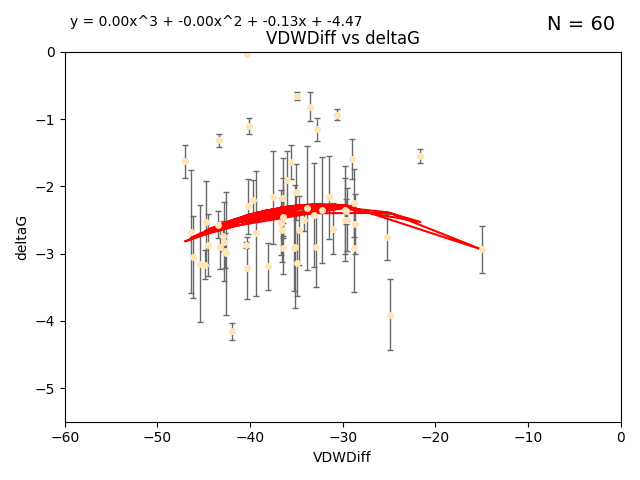 y = 0.00x^3 + -0.00x^2 + -0.13x + -4.47
N = 60
VDWDiff vs deltaG
0
−1
−2
−3
−4
−5
deltaG
−60
−50
−40
−30
−20
−10
0
VDWDiff